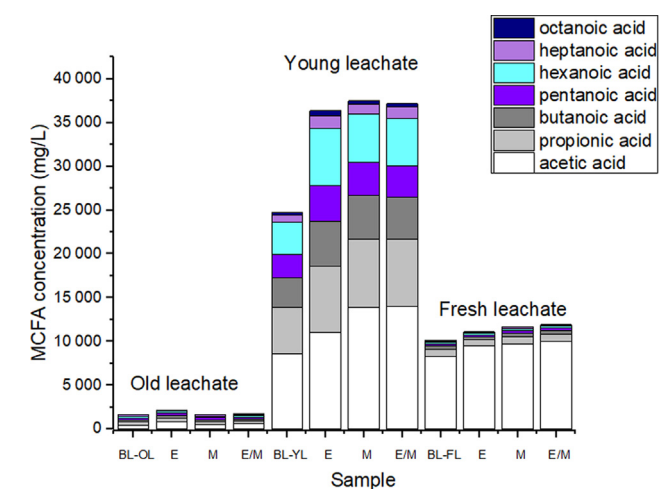 octanoic acid
heptanoic acid
hexanoic acid
pentanoic acid
butanoic acid
propionic acid
acetic acid
Young leachate
Fresh leachate
Old leachate
MCFA concentration (mg/L)
40 000
35 000
30 000
25 000
20 000
15 000
10 000
5 000
0
BL-OL E M E/M BL-YL E M E/M BL-FL E M E/M
Sample